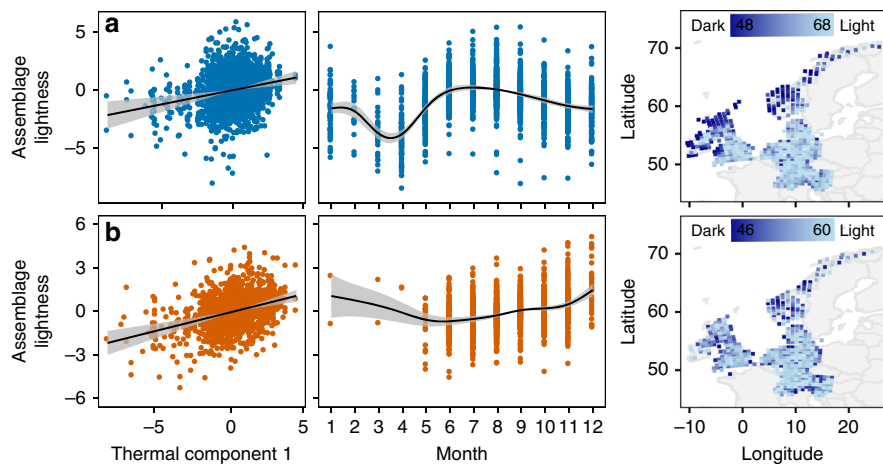 a
Assemblage
lightness
5
0
−5
Dark 48 68 Light
Latitude
70
60
50
b
Assemblage
lightness
6
3
0
−3
−6
−5 0 5
Thermal component 1
1 2 3 4 5 6 7 8 9 10 11 12
Month
Dark 46 60 Light
Latitude
70
60
50
−10 0 10 20
Longitude